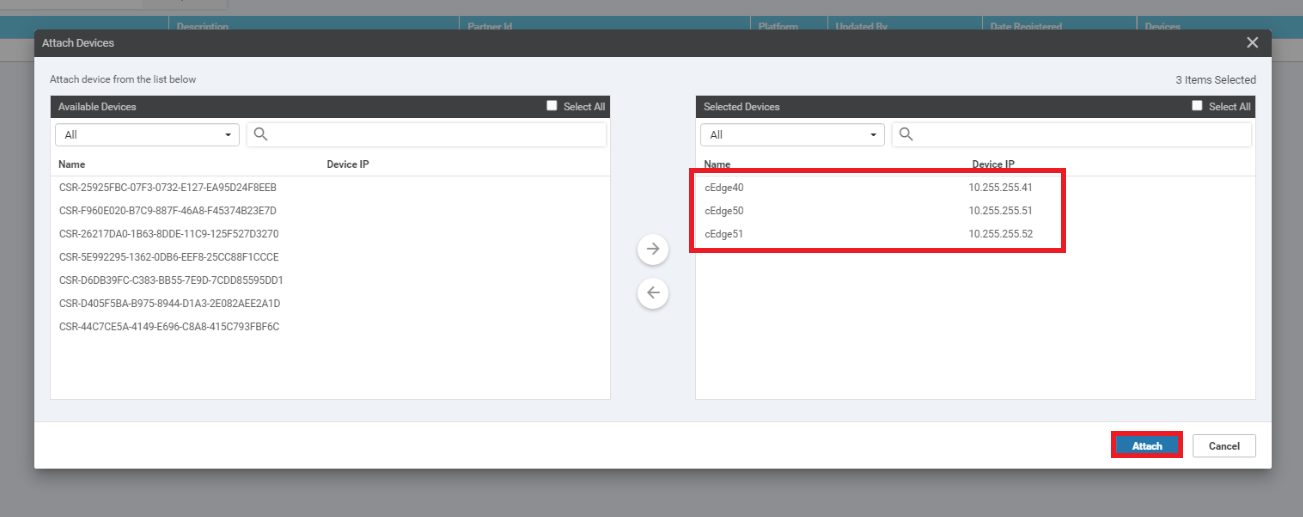 Description Partner Id Platform Updated By Date Registered Devices
Attach Devices
Attach device from the list below 3 Items Selected
Available Devices Select All
All
Name Device IP
CSR-25925FBC-07F3-0732-E127-EA95D24F8EEB
CSR-F960E020-B7C9-887F-46A8-F45374B23E7D
CSR-26217DA0-1B63-8DDE-11C9-125F527D3270
CSR-5E992295-1362-0DB6-EEF8-25CC88F1CCCE
CSR-D6DB39FC-C383-BB55-7E9D-7CDD85595DD1
CSR-D405F5BA-B975-8944-D1A3-2E082AEE2A1D
CSR-44C7CE5A-4149-E696-C8A8-415C793FBF6C
Selected Devices Select All
All
Name Device IP
cEdge40 10.255.255.41
cEdge50 10.255.255.51
cEdge51 10.255.255.52
Attach Cancel